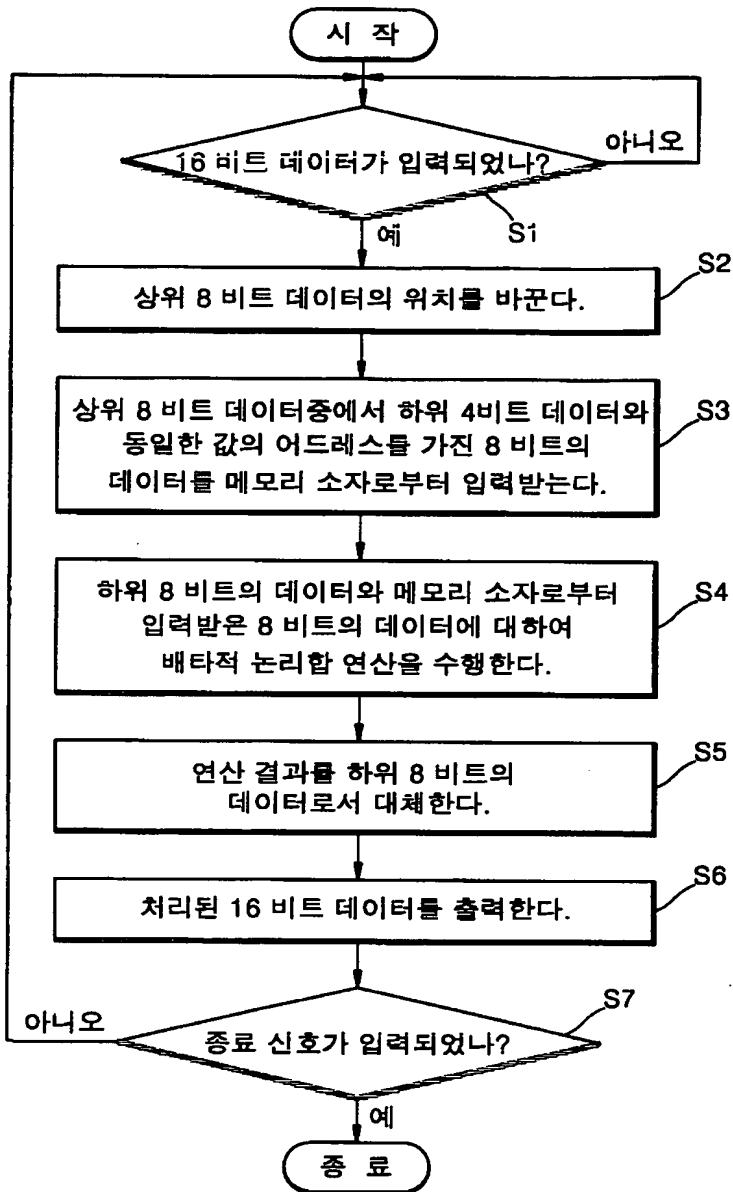 시 작
16 비트 데이터가 입력되었나?
아니오
S1
예
상위 8 비트 데이터의 위치를 바꾼다.
S2
상위 8 비트 데이터중에서 하위 4비트 데이터와
동일한 값의 어드레스를 가진 8 비트의
데이터를 메모리 소자로부터 입력받는다.
S3
하위 8 비트의 데이터와 메모리 소자로부터
입력받은 8 비트의 데이터에 대하여
배타적 논리합 연산을 수행한다.
S4
연산 결과를 하위 8 비트의
데이터로서 대체한다.
S5
처리된 16 비트 데이터를 출력한다.
S6
아니오
종료 신호가 입력되었나?
S7
예
종 료